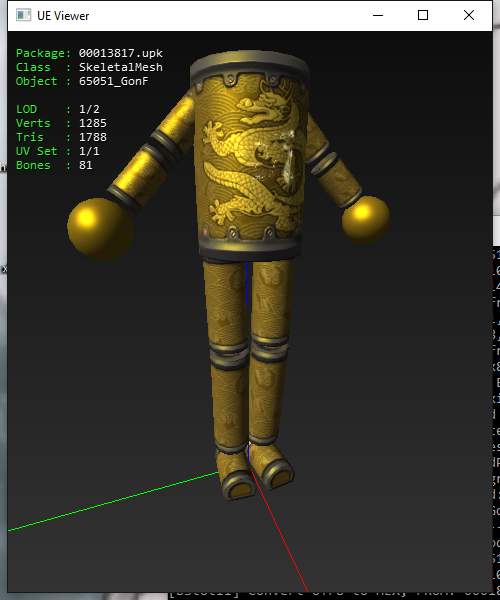 UE Viewer
Package: 00013817.upk
Class : SkeletalMesh
Object : 65051_GonF
LOD : 1/2
Verts : 1285
Tris : 1788
UV Set : 1/1
Bones : 81